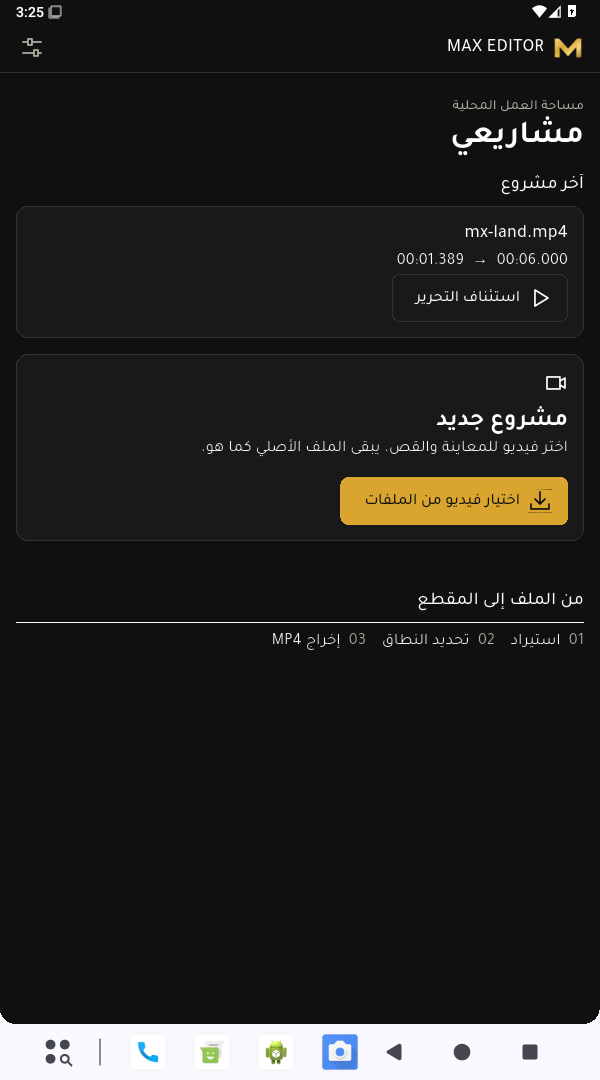 3:25
MAX EDITOR
مساحة العمل المحلية
مشاريعي
آخر مشروع
mx-land.mp4
00:01.389 → 00:06.000
استئناف التحرير
مشروع جديد
اختر فيديو للمعاينة والقص. يبقى الملف الأصلي كما هو.
اختيار فيديو من الملفات
من الملف إلى المقطع
01 استيراد 02 تحديد النطاق 03 إخراج MP4